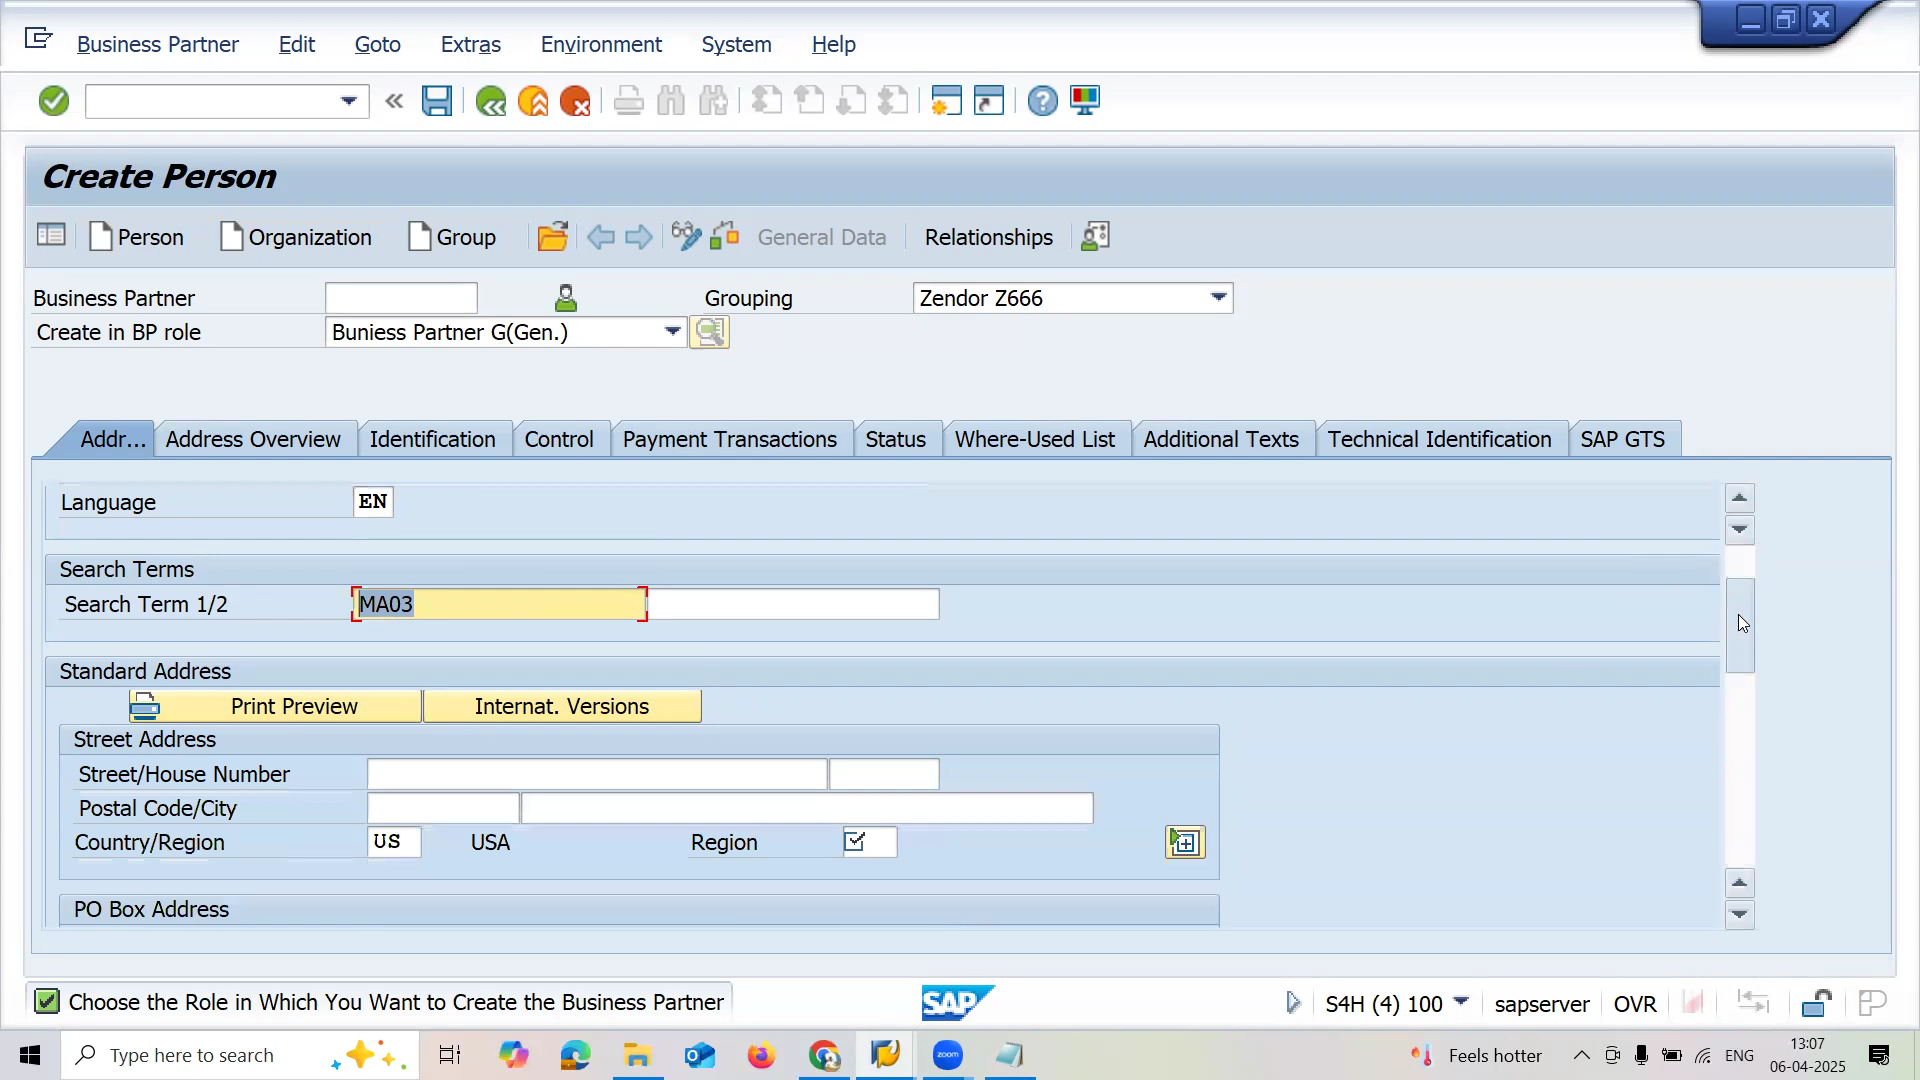 Business Partner Edit Goto Extras Environment System Help
Create Person
Person Organization Group General Data Relationships
Business Partner Grouping Zendor Z666
Create in BP role Buniess Partner G(Gen.)
Addr... Address Overview Identification Control Payment Transactions Status Where-Used List Additional Texts Technical Identification SAP GTS
Language EN
Search Terms
Search Term 1/2 MA03
Standard Address
Print Preview Internat. Versions
Street Address
Street/House Number
Postal Code/City
Country/Region US USA Region
PO Box Address
Choose the Role in Which You Want to Create the Business Partner SAP S4H (4) 100 sapserver OVR
Type here to search zoom Feels hotter ENG 13:07
06-04-2025